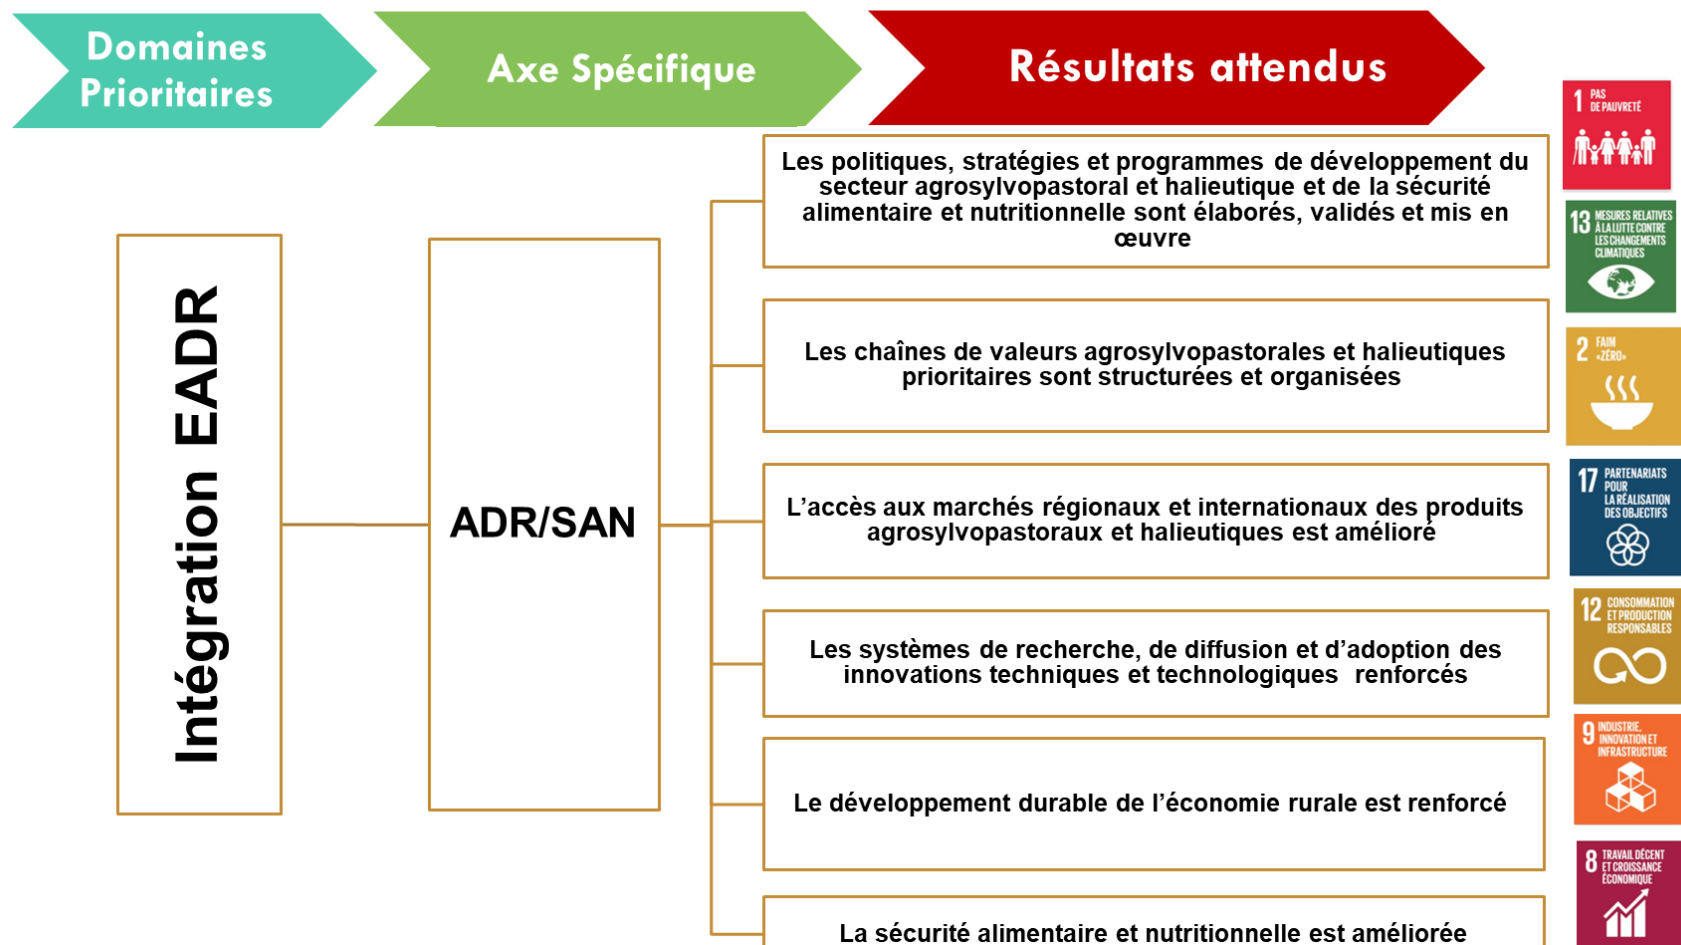 Domaines
Prioritaires
Axe Spécifique
Résultats attendus
Intégration EADR
ADR/SAN
Les politiques, stratégies et programmes de développement du
secteur agrosylvopastoral et halieutique et de la sécurité
alimentaire et nutritionnelle sont élaborés, validés et mis en
œuvre
Les chaînes de valeurs agrosylvopastorales et halieutiques
prioritaires sont structurées et organisées
L’accès aux marchés régionaux et internationaux des produits
agrosylvopastoraux et halieutiques est amélioré
Les systèmes de recherche, de diffusion et d’adoption des
innovations techniques et technologiques renforcés
Le développement durable de l’économie rurale est renforcé
La sécurité alimentaire et nutritionnelle est améliorée
1 PAS
DE PAUVRETÉ
13 MESURES RELATIVES
À LA LUTTE CONTRE
LES CHANGEMENTS
CLIMATIQUES
2 FAIM
«ZÉRO»
17 PARTENARIATS
POUR
LA RÉALISATION
DES OBJECTIFS
12 CONSOMMATION
ET PRODUCTION
RESPONSABLES
9 INDUSTRIE,
INNOVATION ET
INFRASTRUCTURE
8 TRAVAIL DÉCENT
ET CROISSANCE
ÉCONOMIQUE